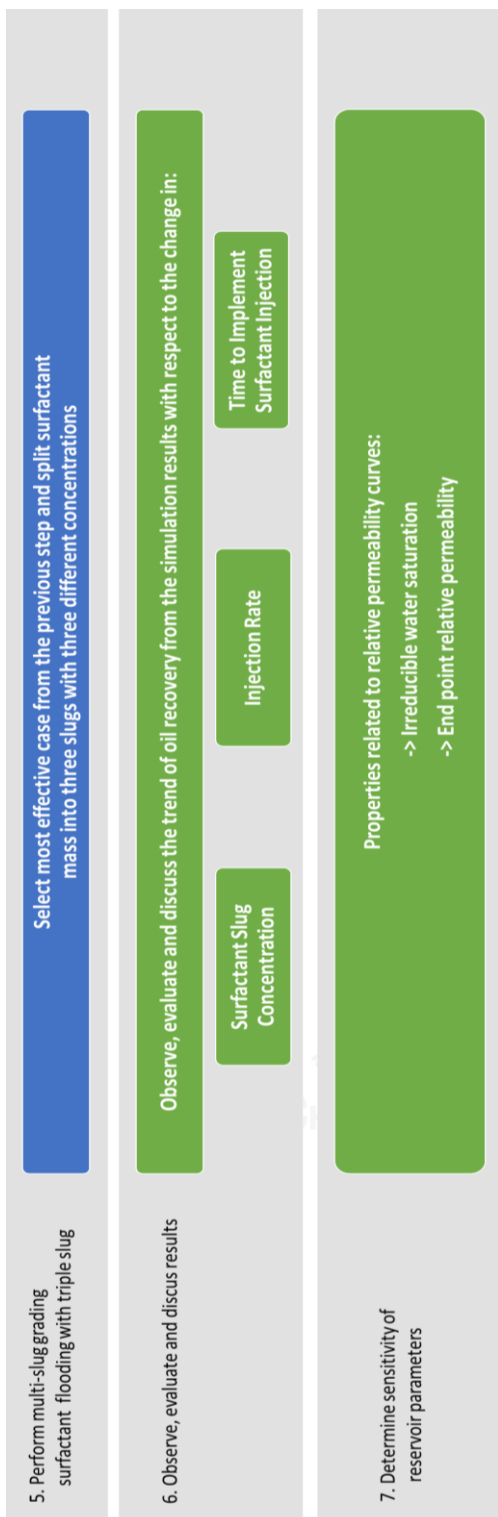 5. Perform multi-slug grading
surfactant flooding with triple slug
Select most effective case from the previous step and split surfactant
mass into three slugs with three different concentrations
6. Observe, evaluate and discus results
Observe, evaluate and discuss the trend of oil recovery from the simulation results with respect to the change in:
Surfactant Slug
Concentration
Injection Rate
Time to Implement
Surfactant Injection
7. Determine sensitivity of
reservoir parameters
Properties related to relative permeability curves:
-> Irreducible water saturation
-> End point relative permeability